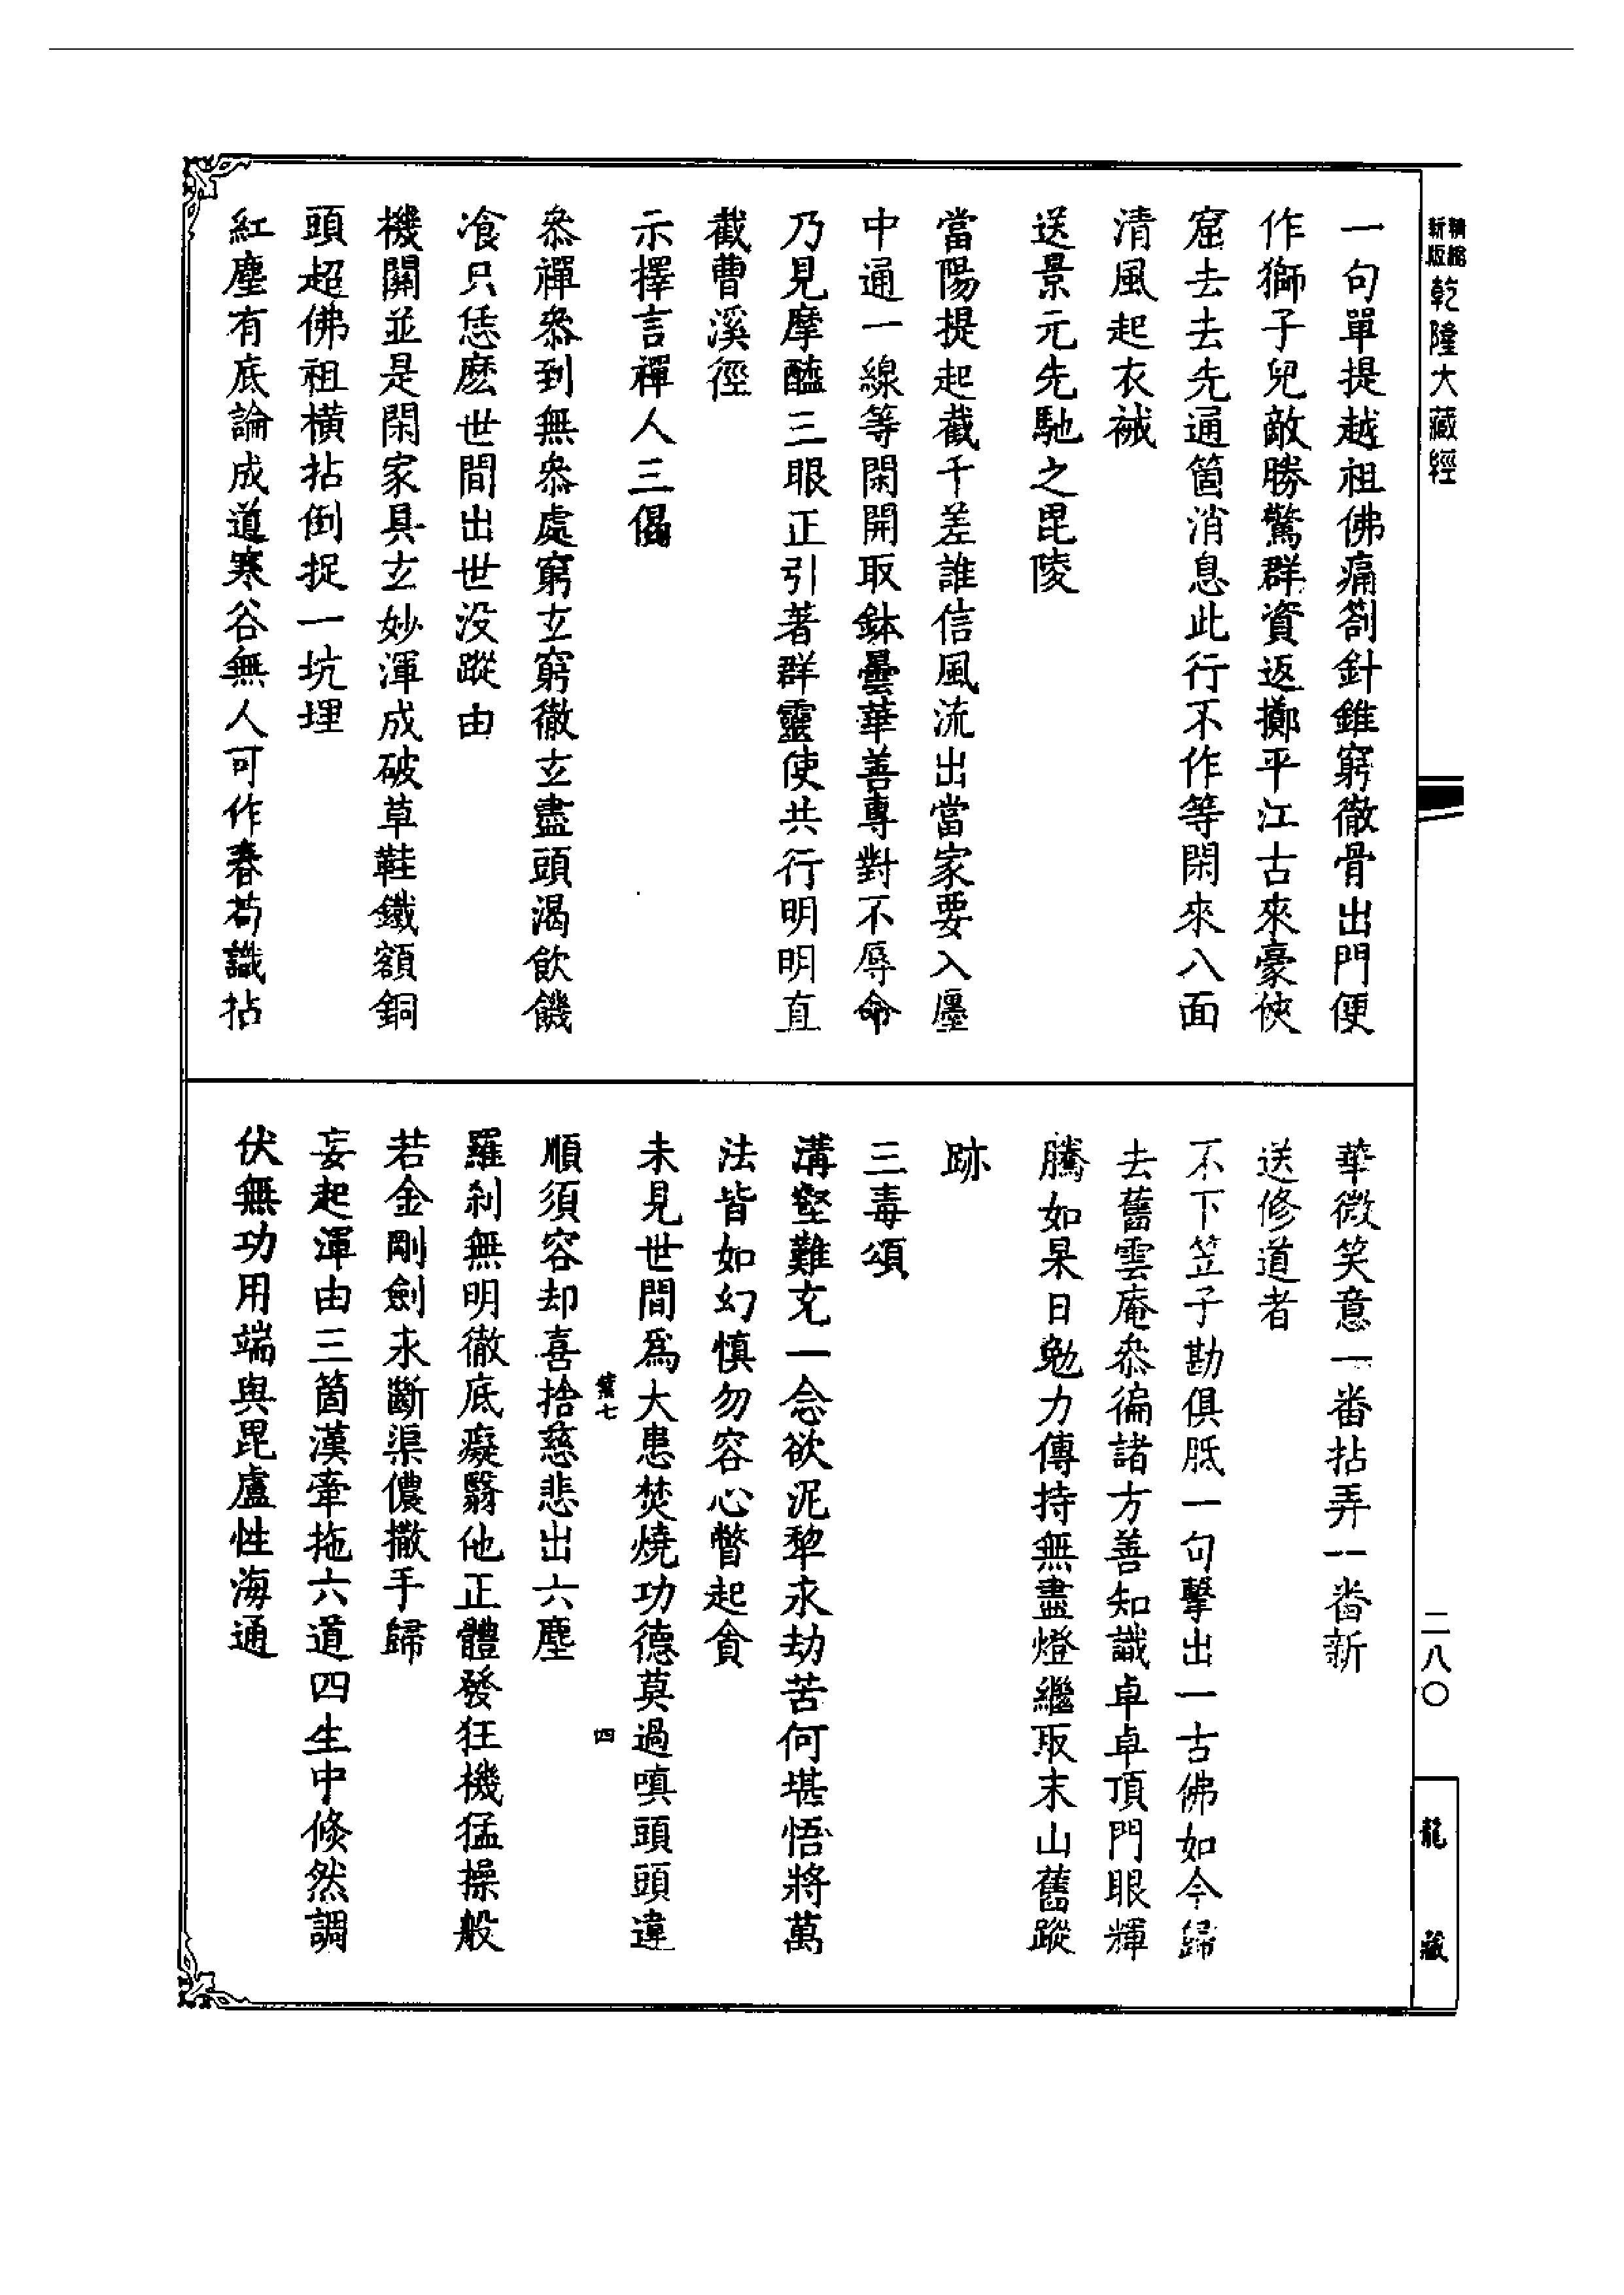 精縮新版乾隆大藏經
一句單提越祖佛痛劄針錐窮徹骨出門便
作獅子兒敵勝驚群資返擲平江古來豪俠
窟去去先通箇消息此行不作等閑來八面
清風起衣裓
送景元先馳之毘陵
當陽提起截千差誰信風流出當家要入廛
中通一線等閑開取鉢曇華善專對不辱命
乃見摩醯三眼正引著群靈使共行明明直
截曹溪徑
示擇言禪人三偈
叅禪叅到無叅處窮玄窮徹玄盡頭渴飲饑
飡只恁麽世間出世没蹤由
機關並是閑家具玄妙渾成破草鞋鐵額銅
頭超佛祖橫拈倒捉一坑埋
紅塵有底論成道寒谷無人可作春茍識拈
華微笑意一番拈弄一番新
送修道者
不下笠子勘俱胝一句擊出一古佛如今歸
去舊雲庵叅徧諸方善知識卓卓頂門眼輝
騰如杲日勉力傳持無盡燈繼取末山舊蹤
跡
三毒頌
溝壑難充一念欲泥犂永劫苦何堪悟將萬
法皆如幻慎勿容心瞥起貪
未見世間爲大患焚燒功德莫過嗔頭頭違
七 四
順須容却喜捨慈悲出六塵
羅刹無明徹底癡翳他正體發狂機猛操般
若金剛劍永斷渠儂撒手歸
妄起渾由三箇漢牽拖六道四生中倐然調
伏無功用端與毘盧性海通
二八〇
龍藏